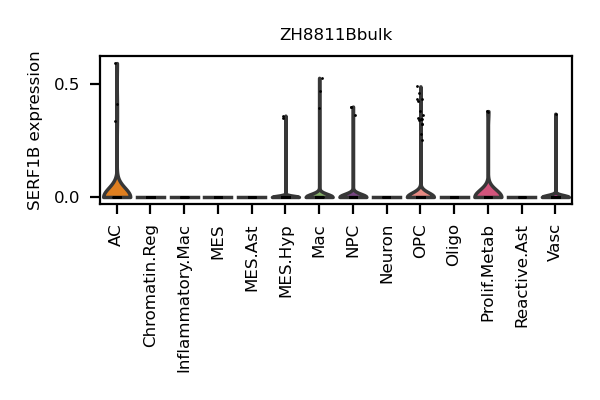 ZH8811Bbulk
SERF1B expression
0.5
0.0
AC
Chromatin.Reg
Inflammatory.Mac
MES
MES.Ast
MES.Hyp
Mac
NPC
Neuron
OPC
Oligo
Prolif.Metab
Reactive.Ast
Vasc